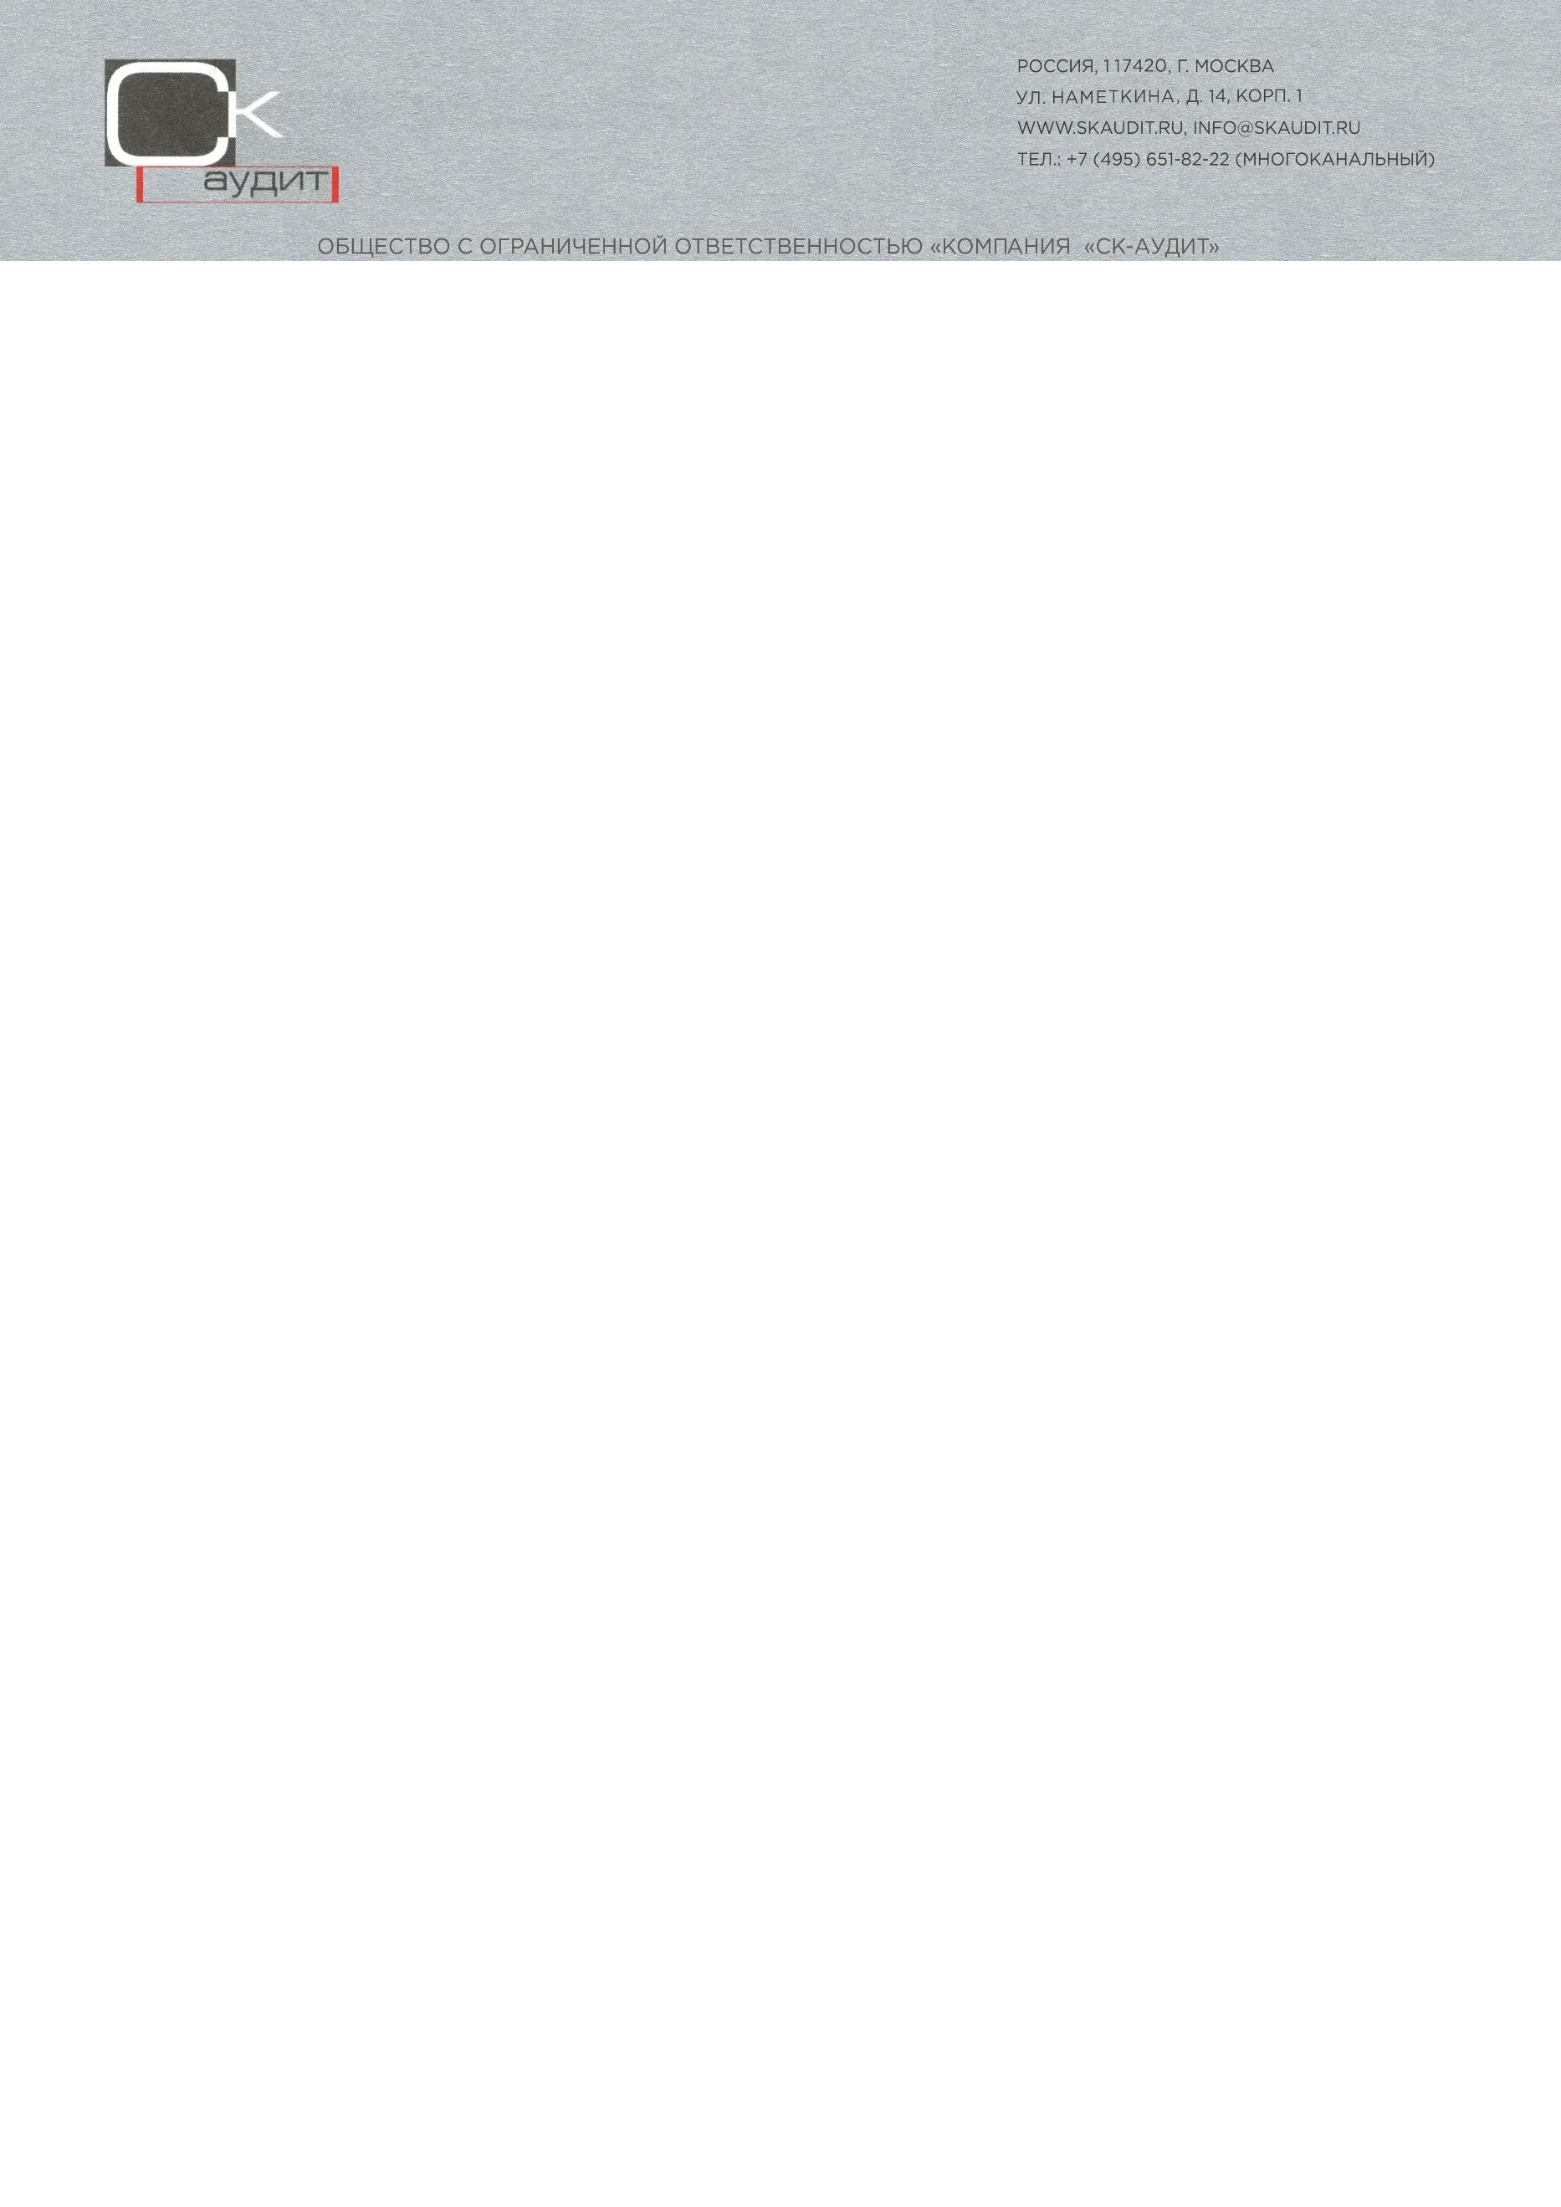 Ск
аудит
РОССИЯ, 117420, Г. МОСКВА
УЛ. НАМЕТКИНА, Д. 14, КОРП. 1
WWW.SKAUDIT.RU, INFO@SKAUDIT.RU
ТЕЛ.: +7 (495) 651-82-22 (МНОГОКАНАЛЬНЫЙ)
ОБЩЕСТВО С ОГРАНИЧЕННОЙ ОТВЕТСТВЕННОСТЬЮ «КОМПАНИЯ «СК-АУДИТ»